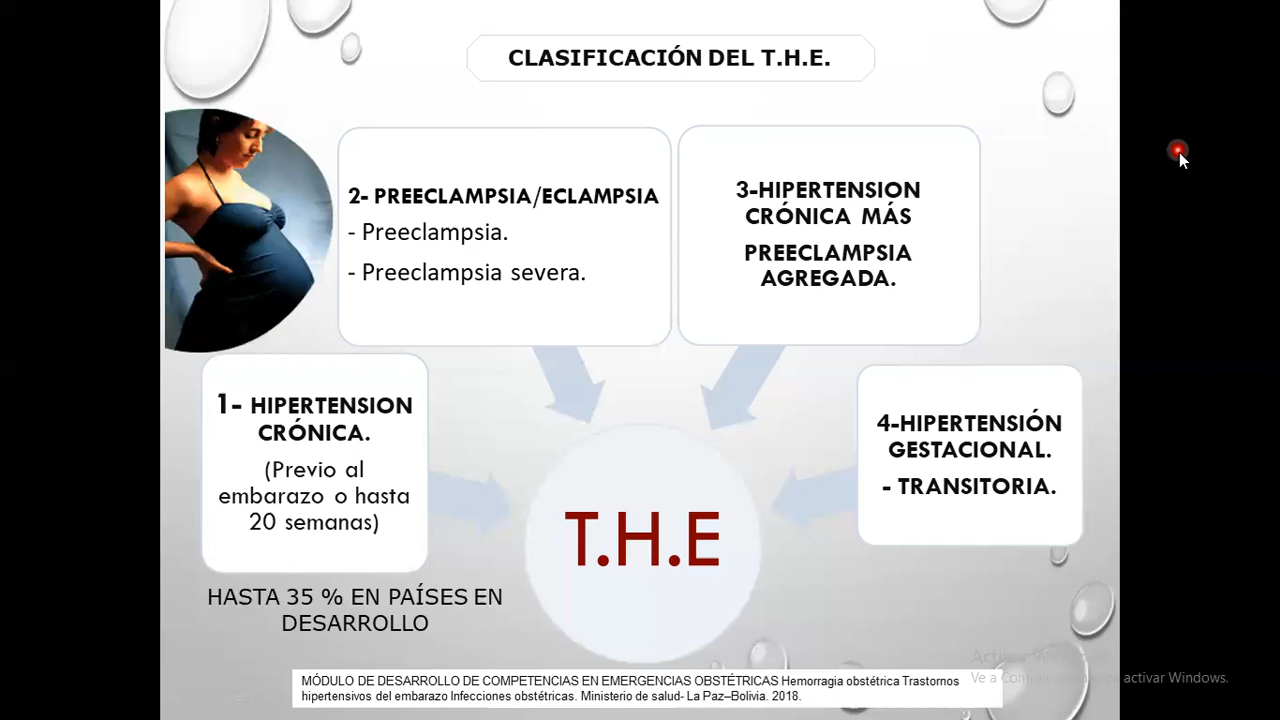 CLASIFICACIÓN DEL T.H.E.
2- PREECLAMPSIA/ECLAMPSIA
- Preeclampsia.
- Preeclampsia severa.
3-HIPERTENSION
CRÓNICA MÁS
PREECLAMPSIA
AGREGADA.
1- HIPERTENSION
CRÓNICA.
(Previo al
embarazo o hasta
20 semanas)
4-HIPERTENSIÓN
GESTACIONAL.
- TRANSITORIA.
T.H.E
HASTA 35 % EN PAÍSES EN
DESARROLLO
MÓDULO DE DESARROLLO DE COMPETENCIAS EN EMERGENCIAS OBSTÉTRICAS Hemorragia obstétrica Trastornos
hipertensivos del embarazo Infecciones obstétricas. Ministerio de salud- La Paz–Bolivia. 2018.
Ve a activar Windows.